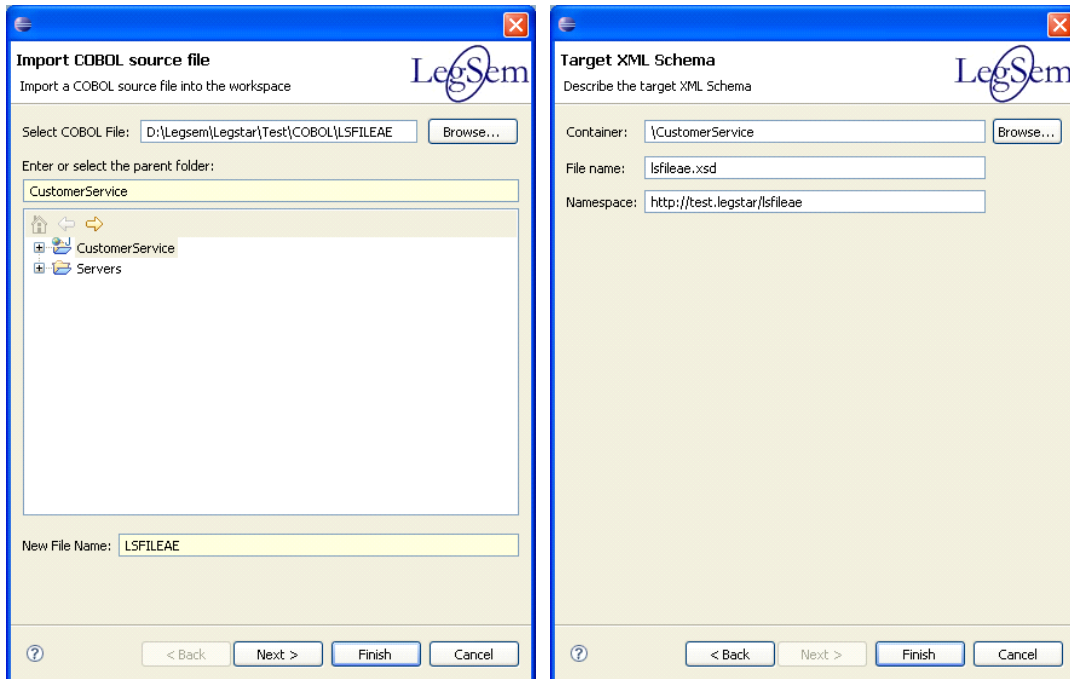 Import COBOL source file
Import a COBOL source file into the workspace
LegSem
Select COBOL File: D:\Legsem\Legstar\Test\COBOL\LSFILEAE Browse...
Enter or select the parent folder:
CustomerService
CustomerService
Servers
New File Name: LSFILEAE
? < Back Next > Finish Cancel
Target XML Schema
Describe the target XML Schema
LegSem
Container: \CustomerService Browse...
File name: lsfileae.xsd
Namespace: http://test.legstar/lsfileae
? < Back Next > Finish Cancel